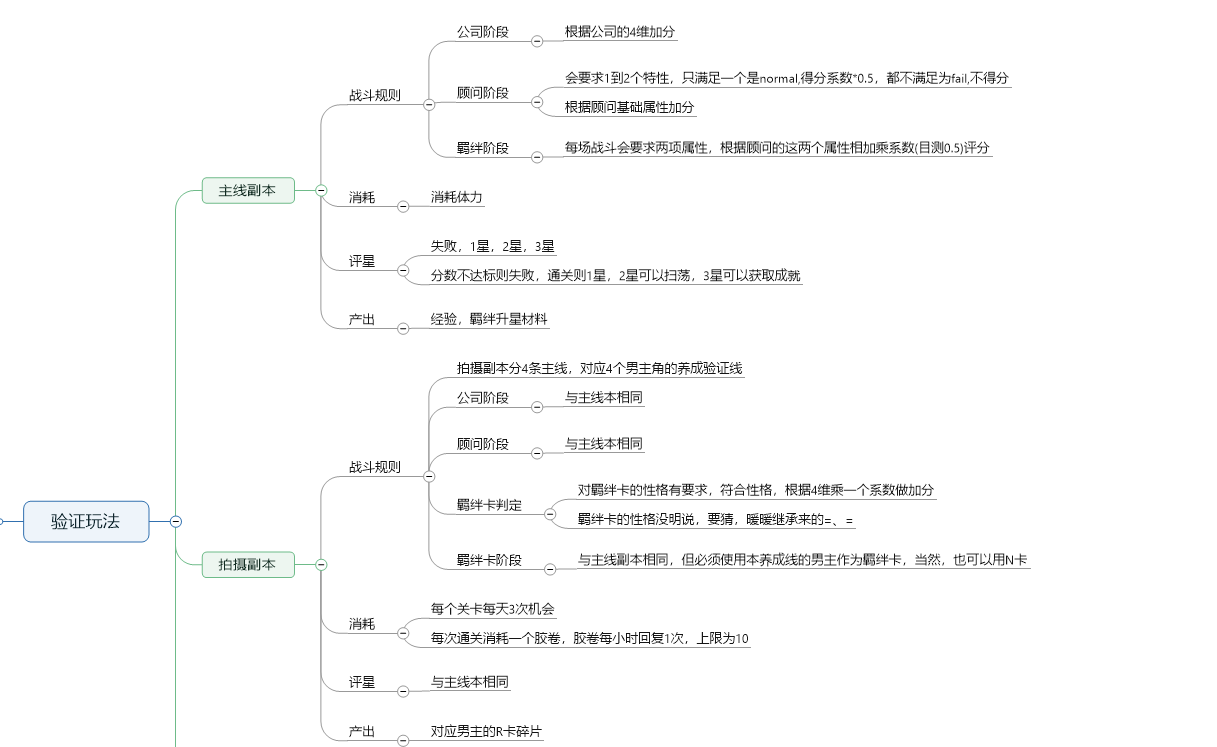 验证玩法
主线副本
战斗规则
公司阶段
根据公司的4维加分
顾问阶段
会要求1到2个特性，只满足一个是normal,得分系数*0.5，都不满足为fail,不得分
根据顾问基础属性加分
羁绊阶段
每场战斗会要求两项属性，根据顾问的这两个属性相加乘系数(目测0.5)评分
消耗
消耗体力
评星
失败，1星，2星，3星
分数不达标则失败，通关则1星，2星可以扫荡，3星可以获取成就
产出
经验，羁绊升星材料
拍摄副本
战斗规则
拍摄副本分4条主线，对应4个男主角的养成验证线
公司阶段
与主线本相同
顾问阶段
与主线本相同
羁绊卡判定
对羁绊卡的性格有要求，符合性格，根据4维乘一个系数做加分
羁绊卡的性格没明说，要猜，暖暖继承来的=、=
羁绊卡阶段
与主线副本相同，但必须使用本养成线的男主作为羁绊卡，当然，也可以用N卡
消耗
每个关卡每天3次机会
每次通关消耗一个胶卷，胶卷每小时回复1次，上限为10
评星
与主线本相同
产出
对应男主的R卡碎片